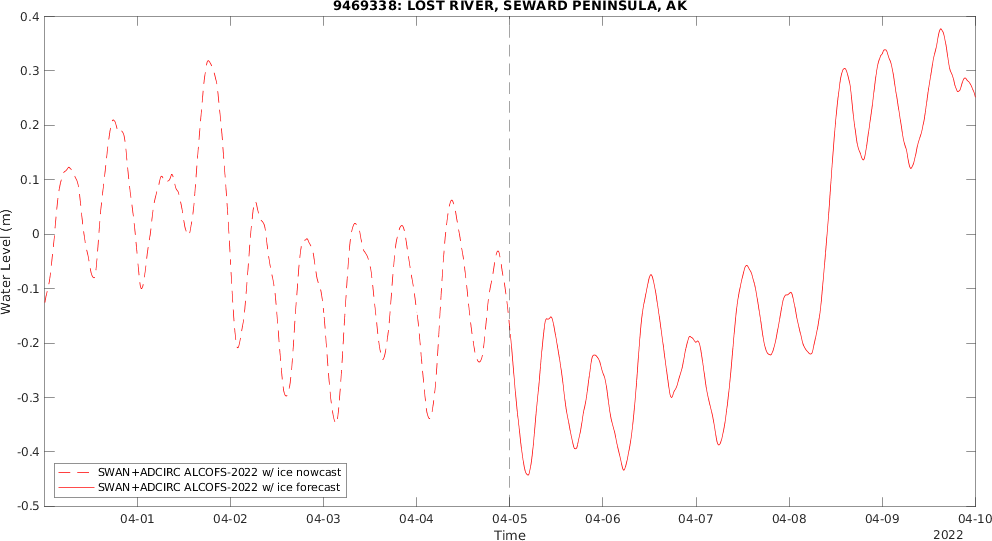 9469338: LOST RIVER, SEWARD PENINSULA, AK
0.4
0.3
0.2
0.1
0
-0.1
-0.2
-0.3
-0.4
-0.5
Water Level (m)
SWAN+ADCIRC ALCOFS-2022 w/ ice nowcast
SWAN+ADCIRC ALCOFS-2022 w/ ice forecast
04-01 04-02 04-03 04-04 04-05 04-06 04-07 04-08 04-09 04-10
Time
2022